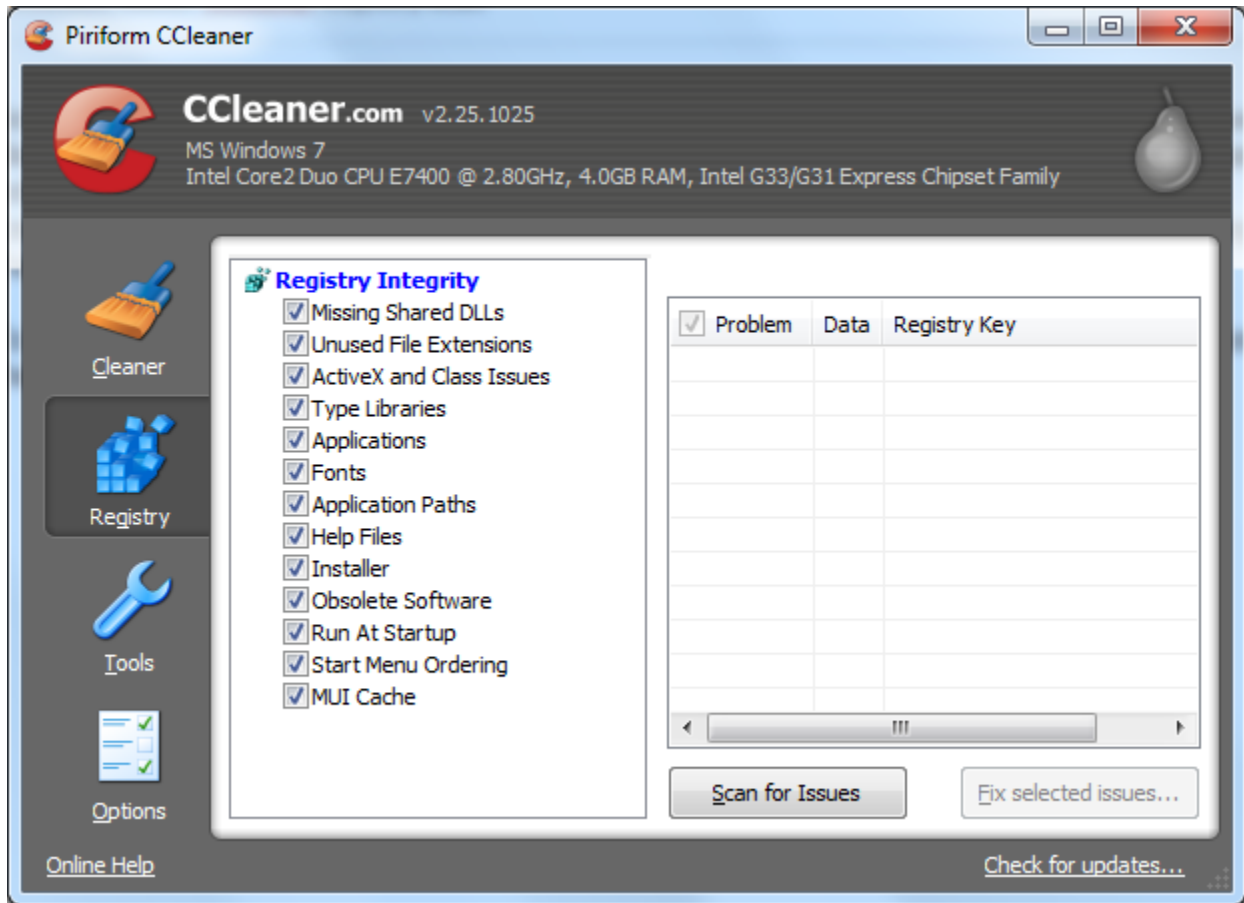 Piriform CCleaner
CCleaner.com v2.25.1025
MS Windows 7
Intel Core2 Duo CPU E7400 @ 2.80GHz, 4.0GB RAM, Intel G33/G31 Express Chipset Family
Cleaner
Registry
Tools
Options
Registry Integrity
Missing Shared DLLs
Unused File Extensions
ActiveX and Class Issues
Type Libraries
Applications
Fonts
Application Paths
Help Files
Installer
Obsolete Software
Run At Startup
Start Menu Ordering
MUI Cache
Problem Data Registry Key
Scan for Issues
Fix selected issues...
Online Help
Check for updates...